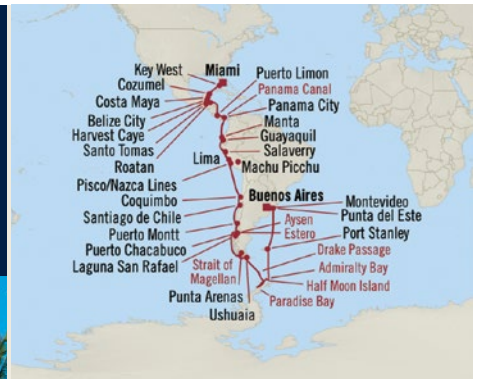 Key West
Miami
Cozumel
Costa Maya
Belize City
Harvest Caye
Santo Tomas
Roatan
Puerto Limon
Panama Canal
Panama City
Manta
Guayaquil
Salaverry
Lima
Machu Picchu
Pisco/Nazca Lines
Coquimbo
Santiago de Chile
Puerto Montt
Puerto Chacabuco
Laguna San Rafael
Buenos Aires
Montevideo
Punta del Este
Aysen
Estero
Port Stanley
Drake Passage
Strait of
Magellan
Admiralty Bay
Half Moon Island
Punta Arenas
Paradise Bay
Ushuaia